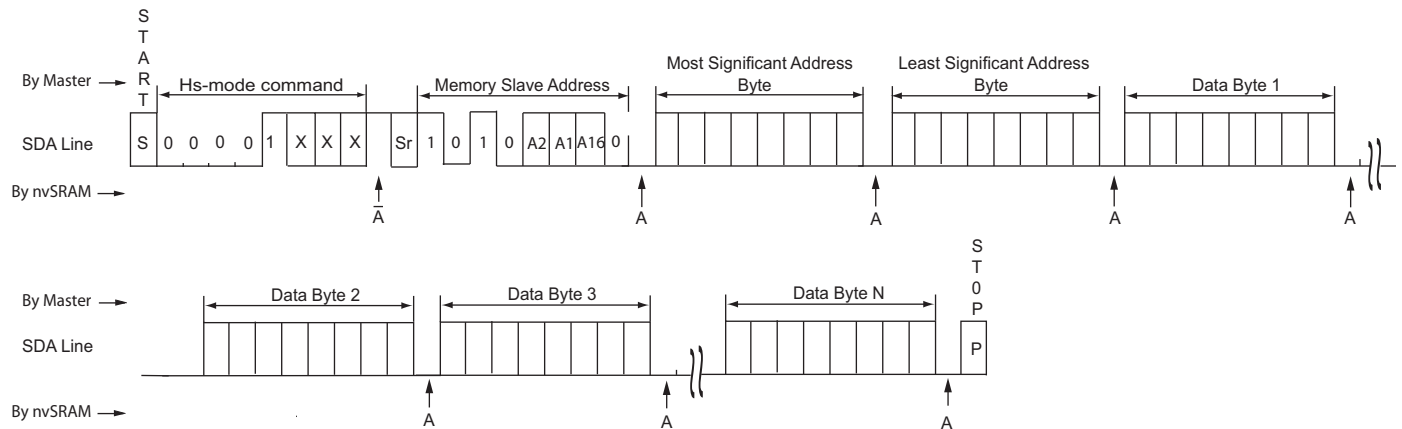 START
By Master
Hs-mode command
Memory Slave Address
Most Significant Address Byte
Least Significant Address Byte
Data Byte 1
SDA Line
S 0 0 0 0 1 X X X Sr 1 0 1 0 A2 A1 A16 0
By nvSRAM
A̅ A A A A
ST0P
By Master
Data Byte 2
Data Byte 3
Data Byte N
SDA Line
P
By nvSRAM
A A A